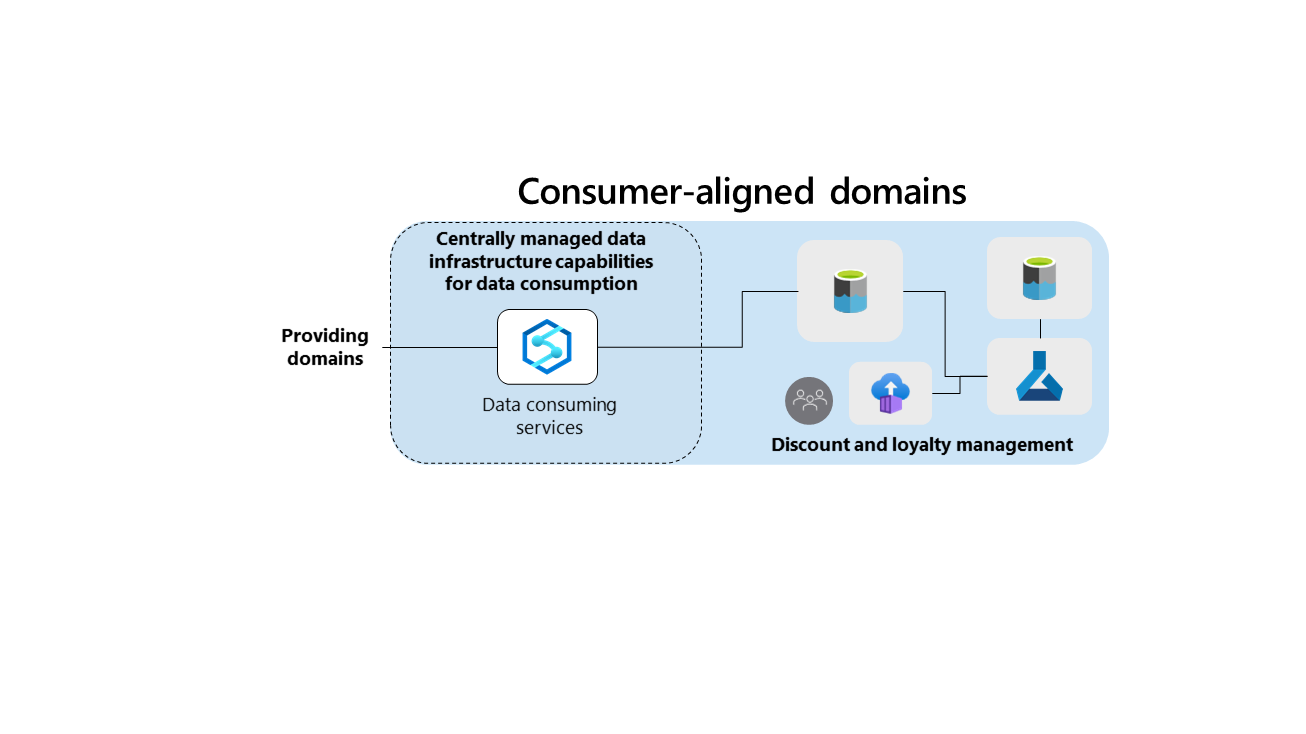 Consumer-aligned domains
Centrally managed data
infrastructure capabilities
for data consumption
Providing
domains
Data consuming
services
Discount and loyalty management